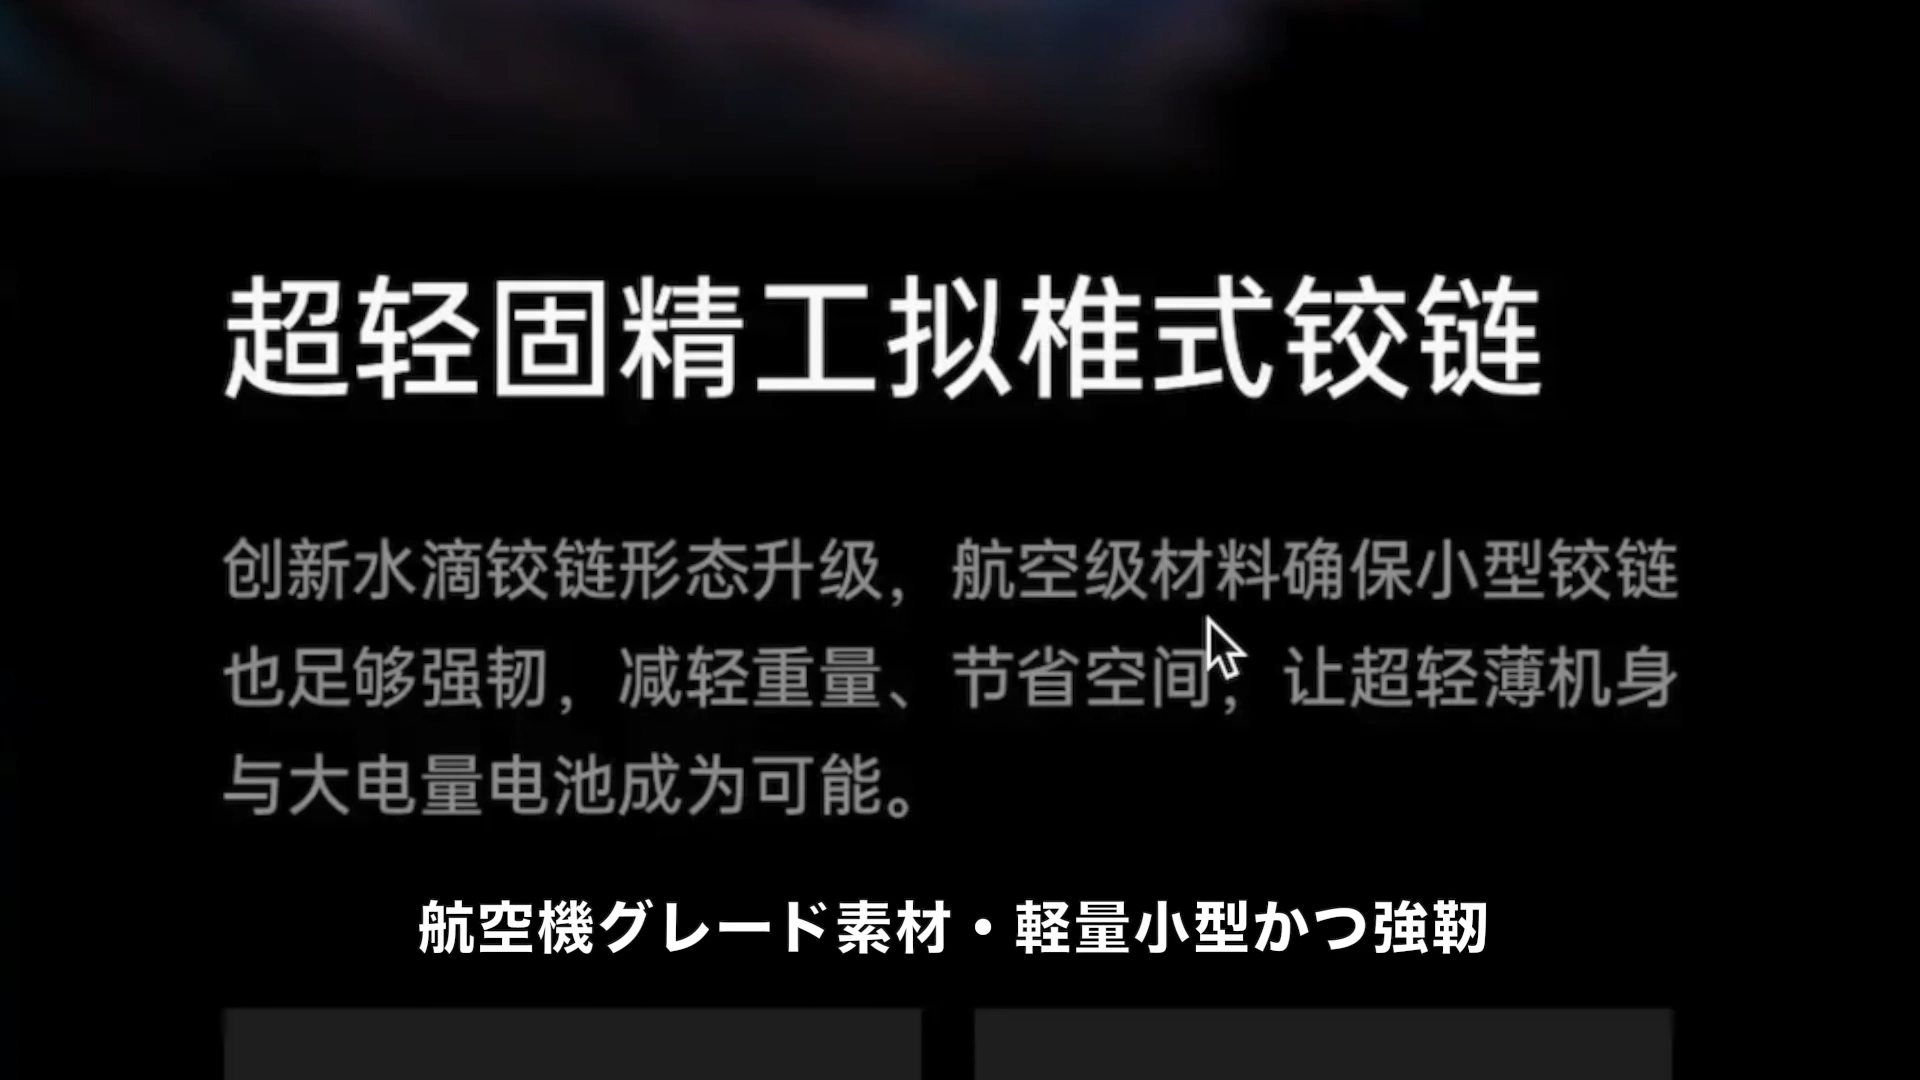 超轻固精工拟椎式铰链
创新水滴铰链形态升级，航空级材料确保小型铰链
也足够强韧，减轻重量、节省空间，让超轻薄机身
与大电量电池成为可能。
航空機グレード素材・軽量小型かつ強靭